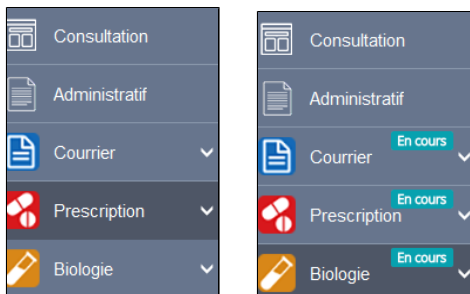 Consultation
Administratif
Courrier
Prescription
Biologie
Consultation
Administratif
En cours
Courrier
En cours
Prescription
En cours
Biologie